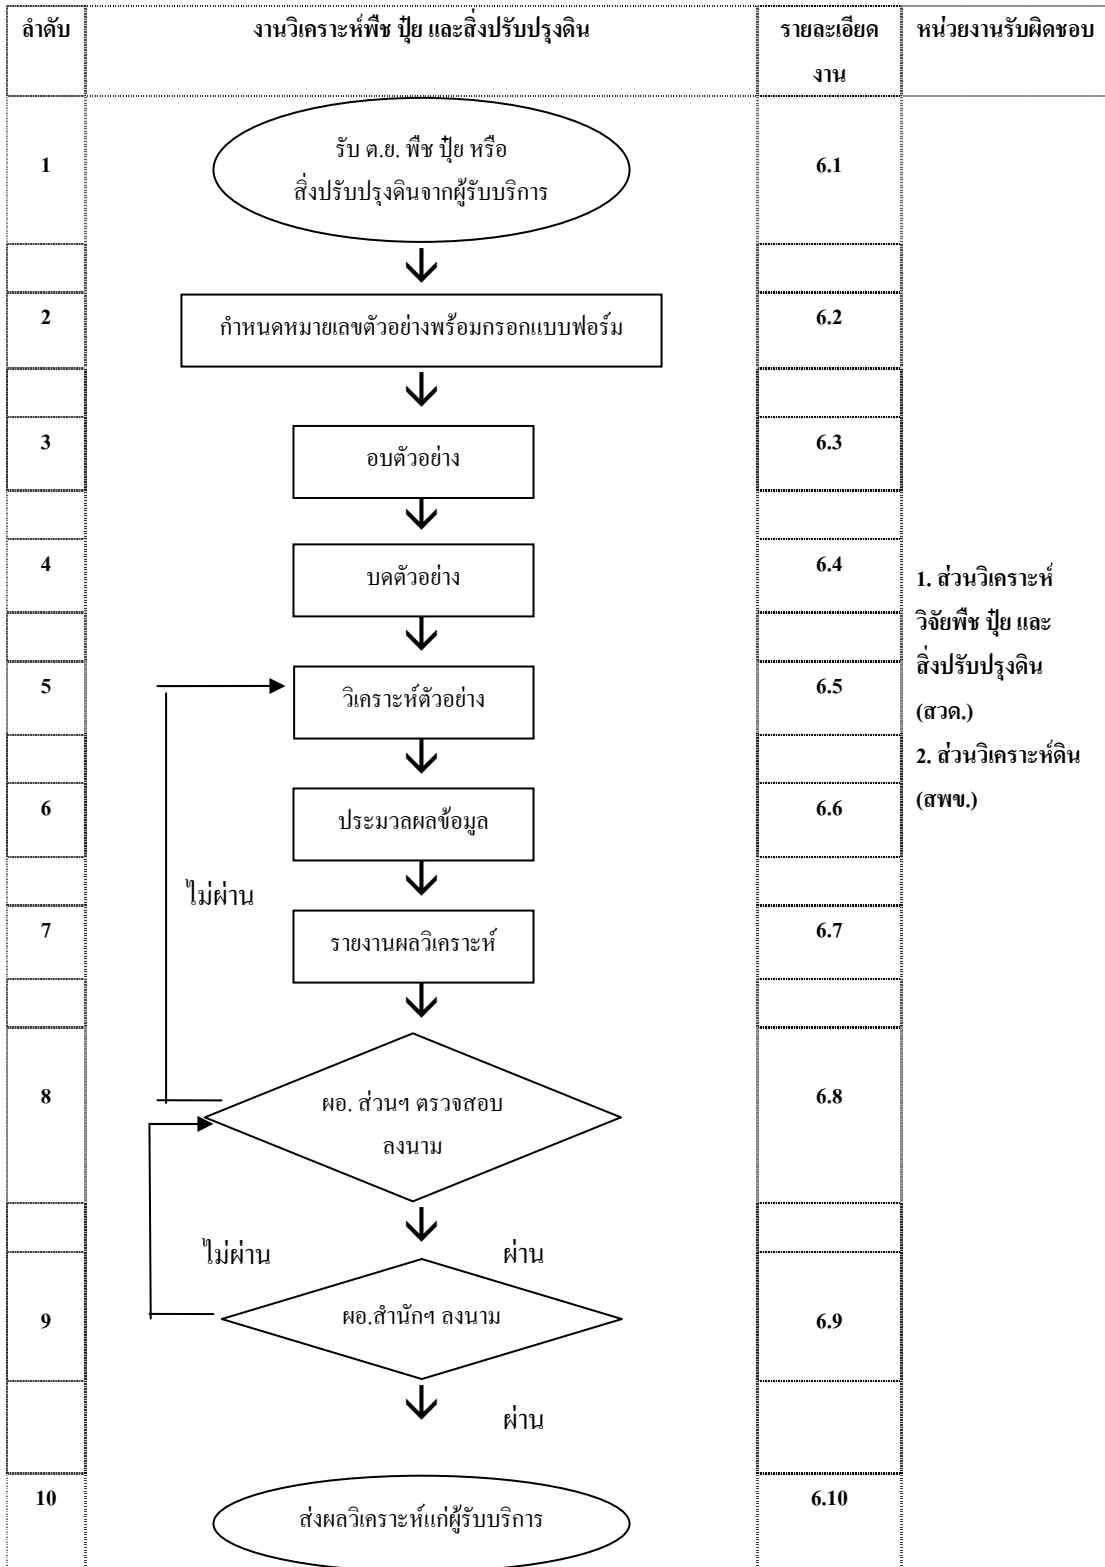 ลำดับ งานวิเคราะห์พืช ปุ๋ย และสิ่งปรับปรุงดิน รายละเอียด หน่วยงานรับผิดชอบ
งาน
1 รับ ต.ย. พืช ปุ๋ย หรือ 6.1
สิ่งปรับปรุงดินจากผู้รับบริการ
2 กำหนดหมายเลขตัวอย่างพร้อมกรอกแบบฟอร์ม 6.2
3 อบตัวอย่าง 6.3
4 บดตัวอย่าง 6.4
1. ส่วนวิเคราะห์
วิจัยพืช ปุ๋ย และ
สิ่งปรับปรุงดิน
(สวด.)
2. ส่วนวิเคราะห์ดิน
(สพข.)
5 วิเคราะห์ตัวอย่าง 6.5
6 ประมวลผลข้อมูล 6.6
ไม่ผ่าน
7 รายงานผลวิเคราะห์ 6.7
8 ผอ. ส่วนฯ ตรวจสอบ 6.8
ลงนาม
ไม่ผ่าน ผ่าน
9 ผอ.สำนักฯ ลงนาม 6.9
ผ่าน
10 ส่งผลวิเคราะห์แก่ผู้รับบริการ 6.10